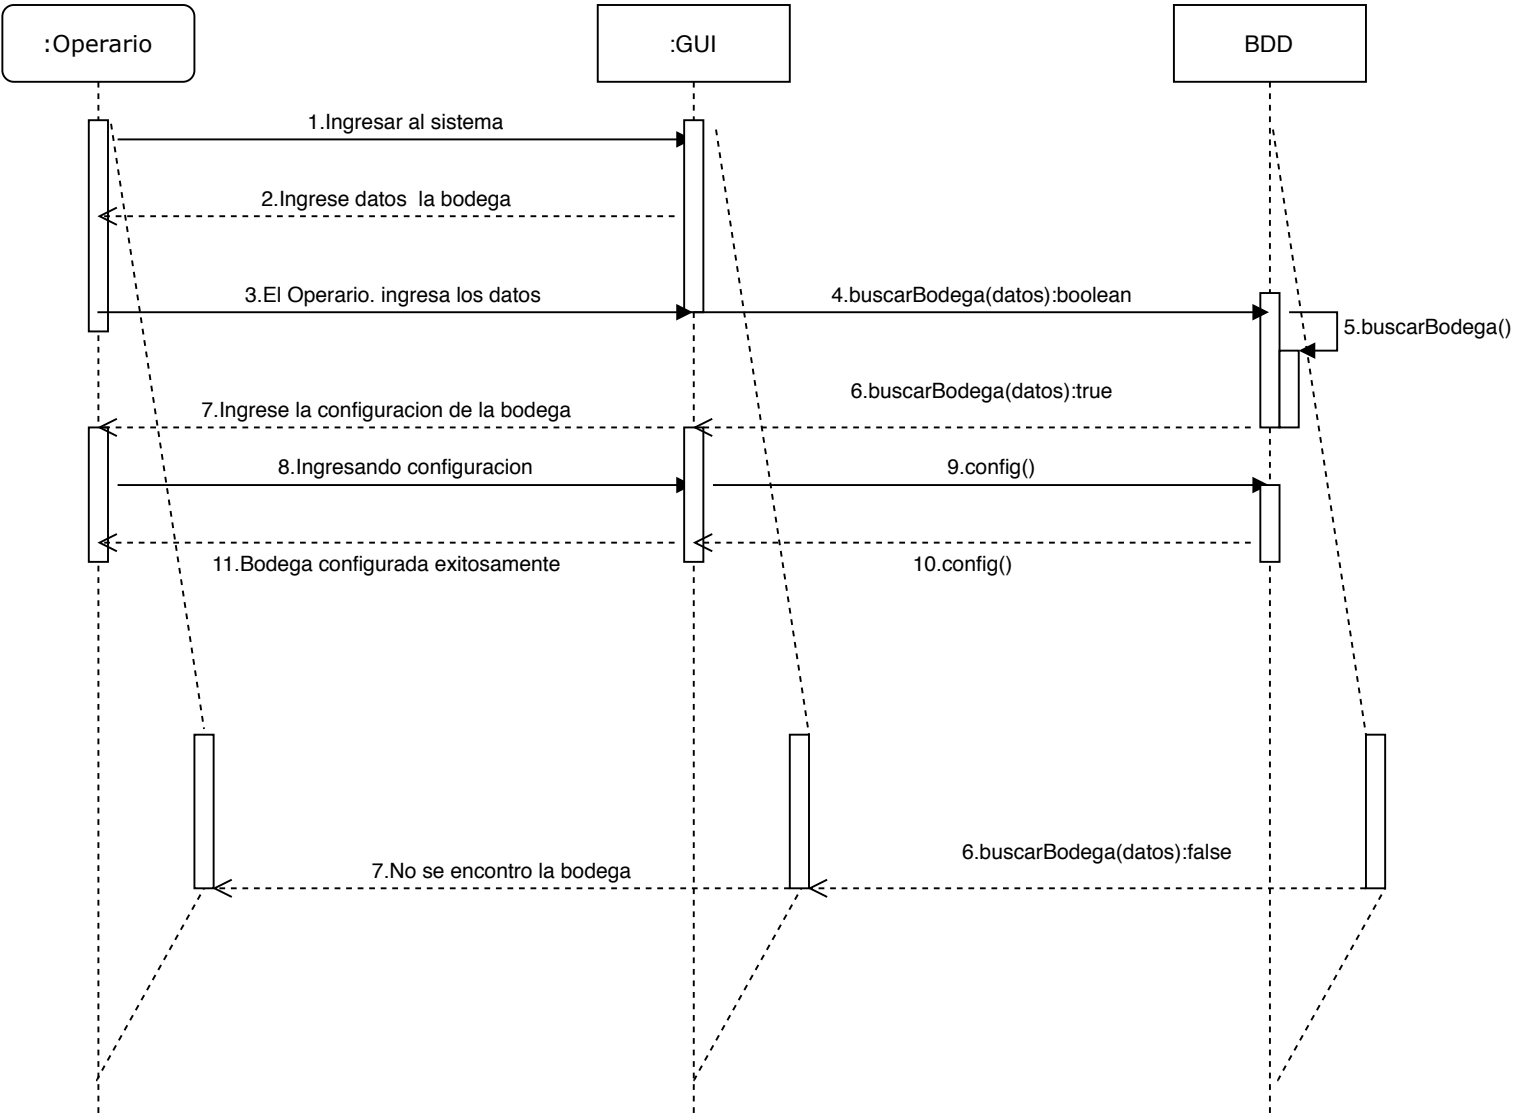 :Operario
:GUI
BDD
1.Ingresar al sistema
2.Ingrese datos  la bodega
3.El Operario. ingresa los datos
4.buscarBodega(datos):boolean
5.buscarBodega()
6.buscarBodega(datos):true
7.Ingrese la configuracion de la bodega
8.Ingresando configuracion
9.config()
10.config()
11.Bodega configurada exitosamente
6.buscarBodega(datos):false
7.No se encontro la bodega